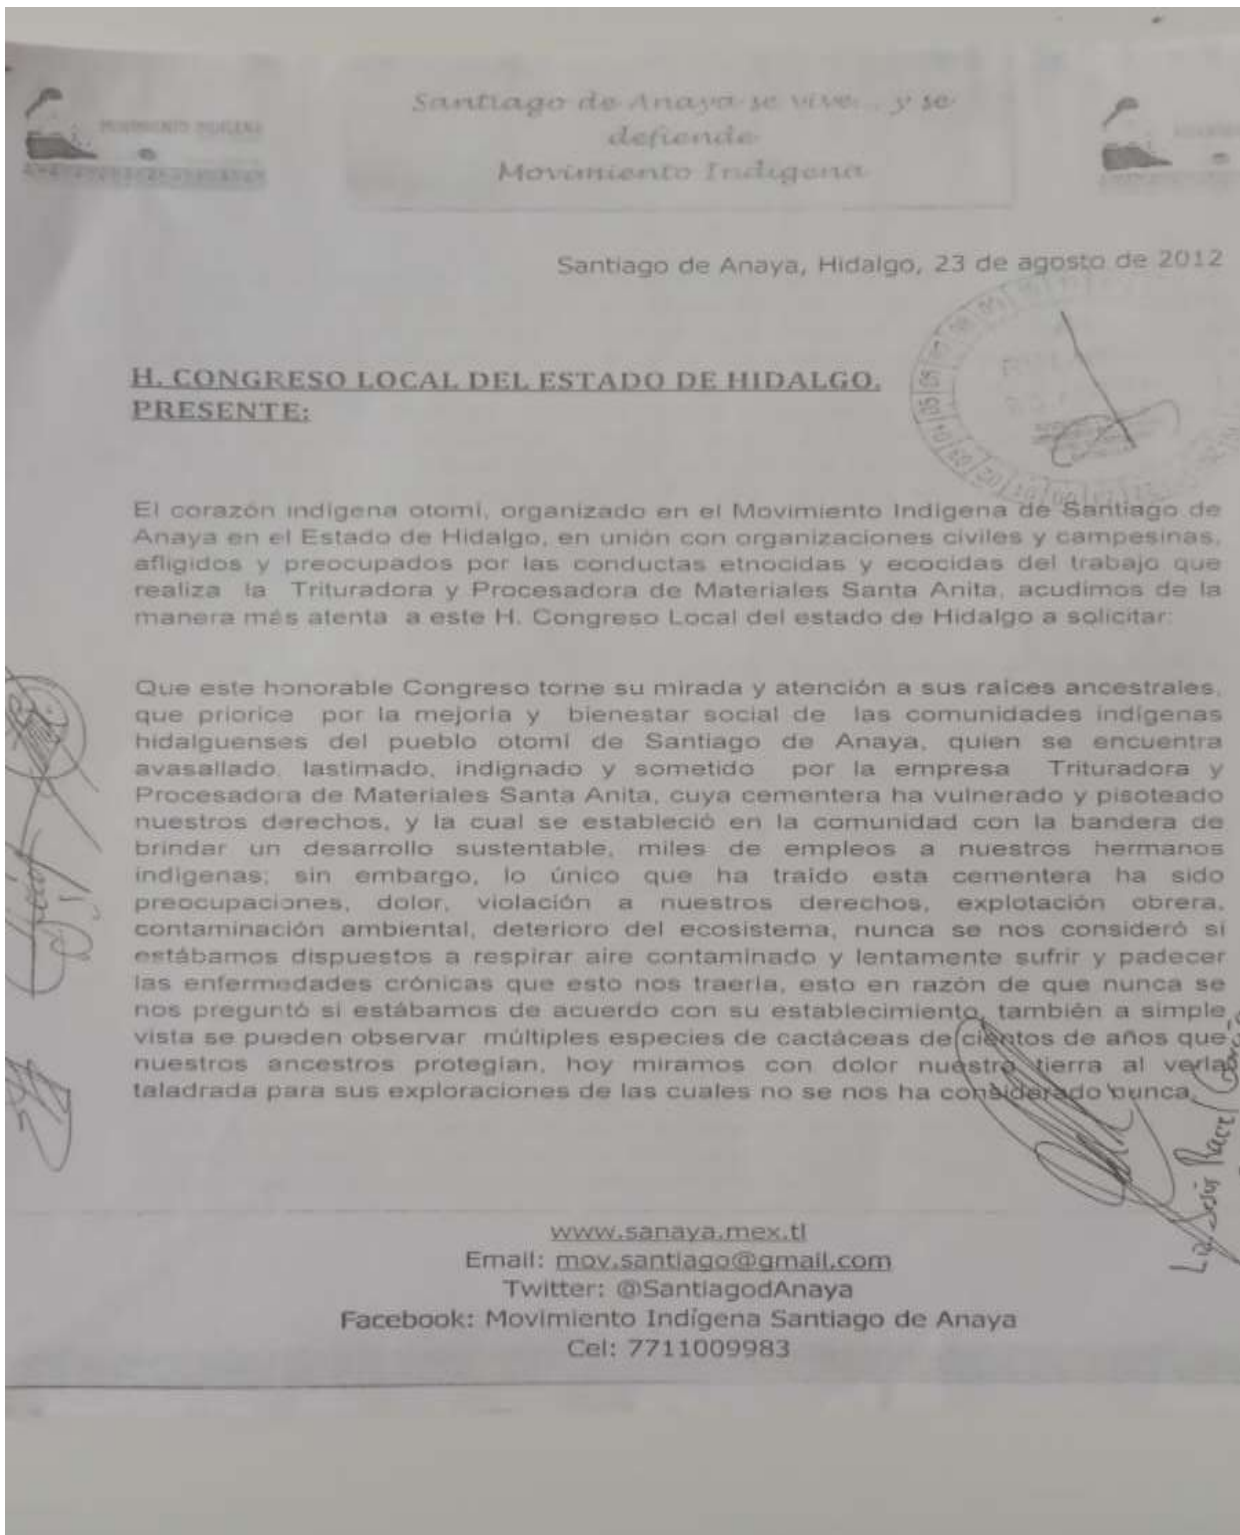 MOVIMIENTO INDIGENA
Santiago de Anaya se vive... y se
defiende
Movimiento Indígena
Santiago de Anaya, Hidalgo, 23 de agosto de 2012
H. CONGRESO LOCAL DEL ESTADO DE HIDALGO.
PRESENTE:
El corazón indígena otomí, organizado en el Movimiento Indígena de Santiago de
Anaya en el Estado de Hidalgo, en unión con organizaciones civiles y campesinas,
afligidos y preocupados por las conductas etnocidas y ecocidas del trabajo que
realiza la Trituradora y Procesadora de Materiales Santa Anita, acudimos de la
manera más atenta a este H. Congreso Local del estado de Hidalgo a solicitar:
Que este honorable Congreso torne su mirada y atención a sus raíces ancestrales,
que priorice por la mejoría y bienestar social de las comunidades indígenas
hidalguenses del pueblo otomí de Santiago de Anaya, quien se encuentra
avasallado, lastimado, indignado y sometido por la empresa Trituradora y
Procesadora de Materiales Santa Anita, cuya cementera ha vulnerado y pisoteado
nuestros derechos, y la cual se estableció en la comunidad con la bandera de
brindar un desarrollo sustentable, miles de empleos a nuestros hermanos
indígenas; sin embargo, lo único que ha traído esta cementera ha sido
preocupaciones, dolor, violación a nuestros derechos, explotación obrera,
contaminación ambiental, deterioro del ecosistema, nunca se nos consideró si
estábamos dispuestos a respirar aire contaminado y lentamente sufrir y padecer
las enfermedades crónicas que esto nos traería, esto en razón de que nunca se
nos preguntó si estábamos de acuerdo con su establecimiento, también a simple
vista se pueden observar múltiples especies de cactáceas de cientos de años que
nuestros ancestros protegían, hoy miramos con dolor nuestra tierra al verla
taladrada para sus exploraciones de las cuales no se nos ha considerado nunca.
www.sanaya.mex.tl
Email: mov.santiago@gmail.com
Twitter: @SantiagodAnaya
Facebook: Movimiento Indígena Santiago de Anaya
Cel: 7711009983